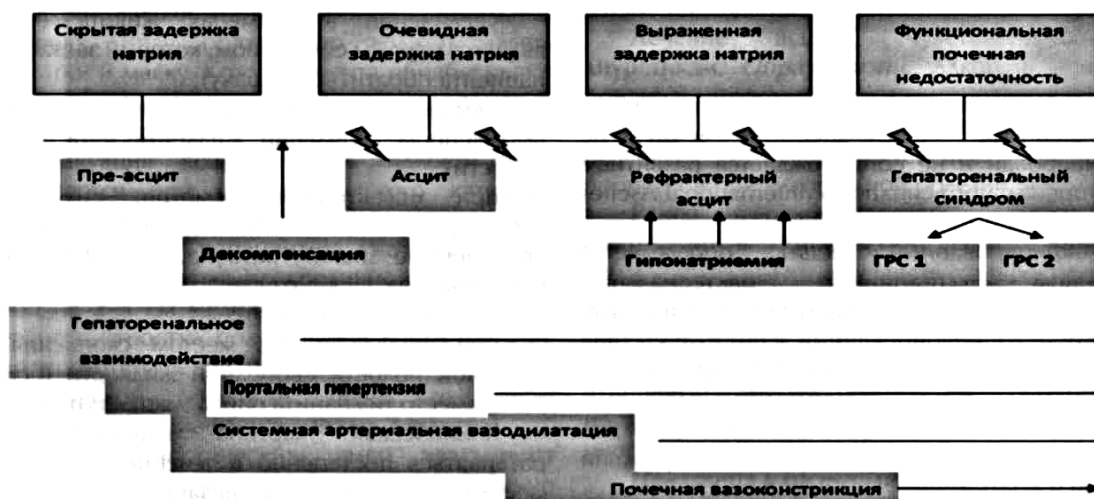 Скрытая задержка
натрия
Очевидная
задержка натрия
Выраженная
задержка натрия
Функциональная
почечная
недостаточность
Пре-асцит
Асцит
Рефрактерный
асцит
Гепаторенальный
синдром
Декомпенсация
Гипонатриемия
ГРС 1
ГРС 2
Гепаторенальное
взаимодействие
Портальная гипертензия
Системная артериальная вазодилатация
Почечная вазоконстрикция